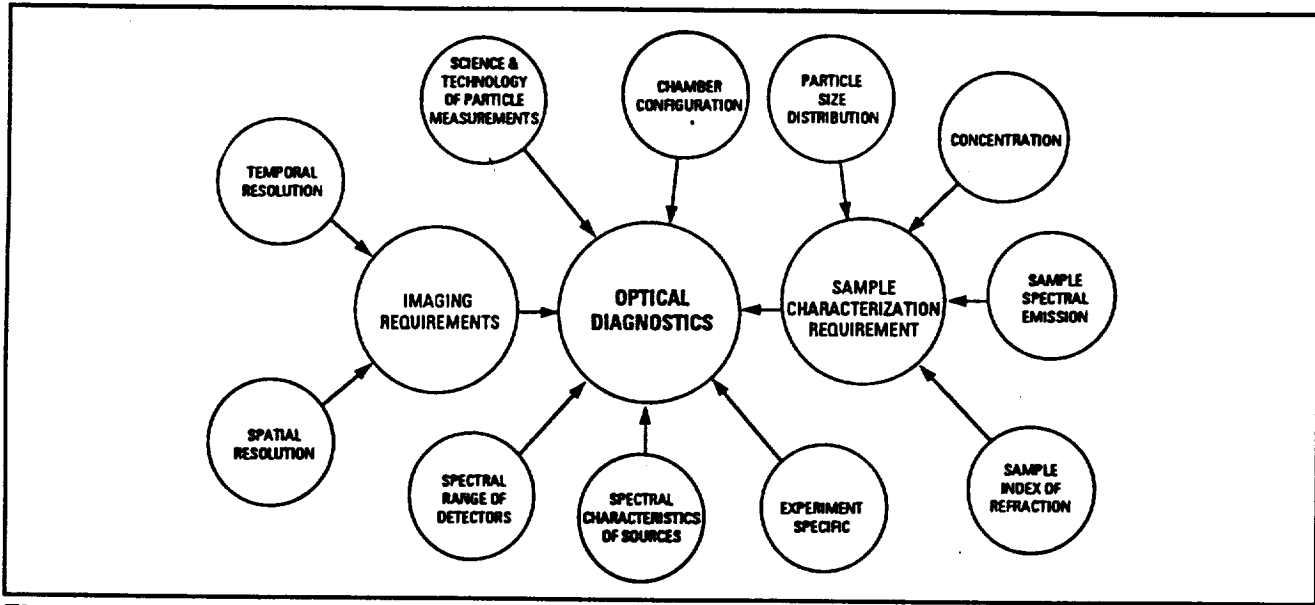 SCIENCE &
TECHNOLOGY
OF PARTICLE
MEASUREMENTS
CHAMBER
CONFIGURATION
PARTICLE
SIZE
DISTRIBUTION
CONCENTRATION
TEMPORAL
RESOLUTION
IMAGING
REQUIREMENTS
OPTICAL
DIAGNOSTICS
SAMPLE
CHARACTERIZATION
REQUIREMENT
SAMPLE
SPECTRAL
EMISSION
SPATIAL
RESOLUTION
SPECTRAL
RANGE OF
DETECTORS
SPECTRAL
CHARACTERISTICS
OF SOURCES
EXPERIMENT
SPECIFIC
SAMPLE
INDEX OF
REFRACTION